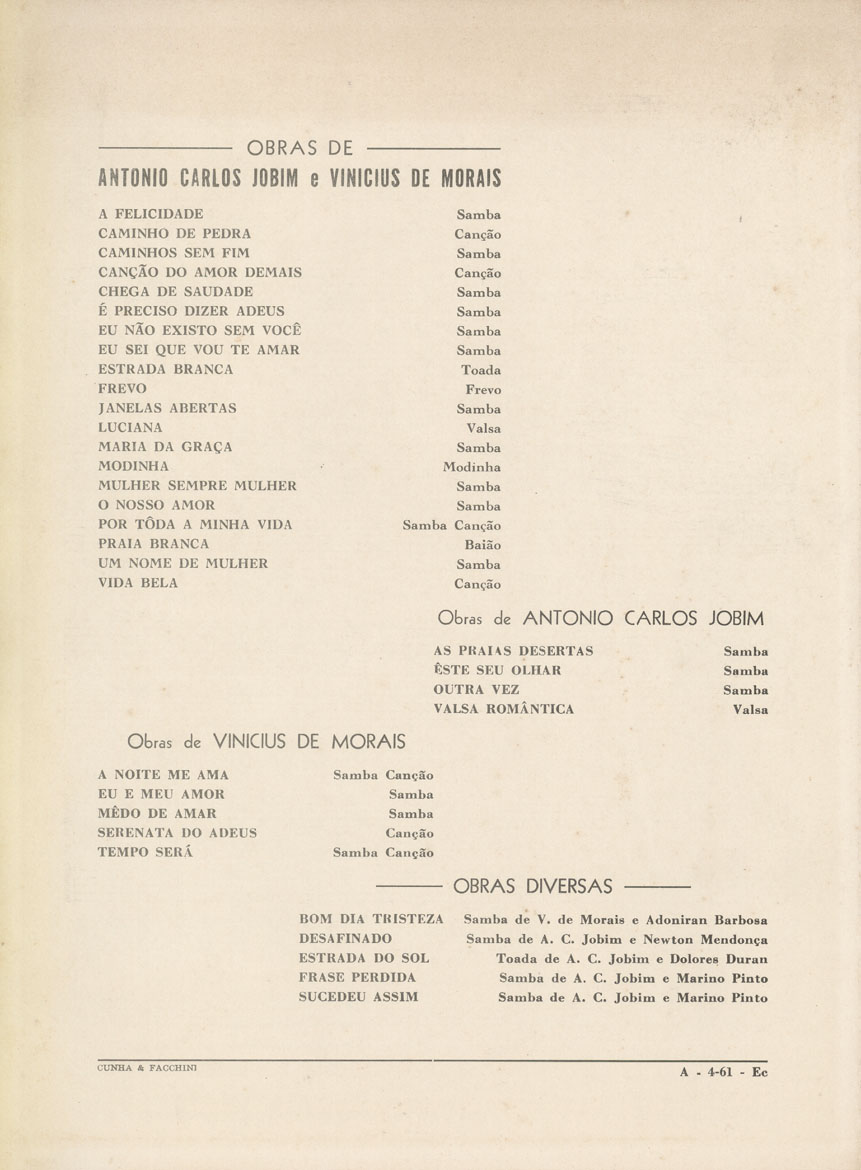 OBRAS DE
ANTONIO CARLOS JOBIM e VINICIUS DE MORAIS
A FELICIDADE Samba
CAMINHO DE PEDRA Canção
CAMINHOS SEM FIM Samba
CANÇÃO DO AMOR DEMAIS Canção
CHEGA DE SAUDADE Samba
É PRECISO DIZER ADEUS Samba
EU NÃO EXISTO SEM VOCÊ Samba
EU SEI QUE VOU TE AMAR Samba
ESTRADA BRANCA Toada
FREVO Frevo
JANELAS ABERTAS Samba
LUCIANA Valsa
MARIA DA GRAÇA Samba
MODINHA Modinha
MULHER SEMPRE MULHER Samba
O NOSSO AMOR Samba
POR TÔDA A MINHA VIDA Samba Canção
PRAIA BRANCA Baião
UM NOME DE MULHER Samba
VIDA BELA Canção
Obras de ANTONIO CARLOS JOBIM
AS PRAIAS DESERTAS Samba
ÊSTE SEU OLHAR Samba
OUTRA VEZ Samba
VALSA ROMÂNTICA Valsa
Obras de VINICIUS DE MORAIS
A NOITE ME AMA Samba Canção
EU E MEU AMOR Samba
MÊDO DE AMAR Samba
SERENATA DO ADEUS Canção
TEMPO SERÁ Samba Canção
OBRAS DIVERSAS
BOM DIA TRISTEZA Samba de V. de Morais e Adoniran Barbosa
DESAFINADO Samba de A. C. Jobim e Newton Mendonça
ESTRADA DO SOL Toada de A. C. Jobim e Dolores Duran
FRASE PERDIDA Samba de A. C. Jobim e Marino Pinto
SUCEDEU ASSIM Samba de A. C. Jobim e Marino Pinto
CUNHA & FACCHINI A - 4-61 - Ec